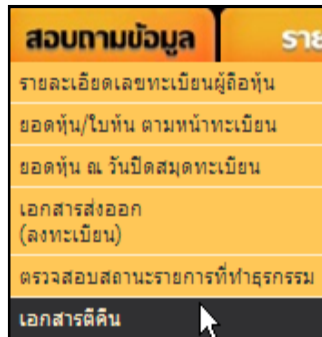 สอบถามข้อมูล ราย
รายละเอียดเลขทะเบียนผู้ถือหุ้น
ยอดหุ้น/ใบหุ้น ตามหน้าทะเบียน
ยอดหุ้น ณ วันปิดสมุดทะเบียน
เอกสารส่งออก
(ลงทะเบียน)
ตรวจสอบสถานะรายการที่ทำธุรกรรม
เอกสารตีคืน